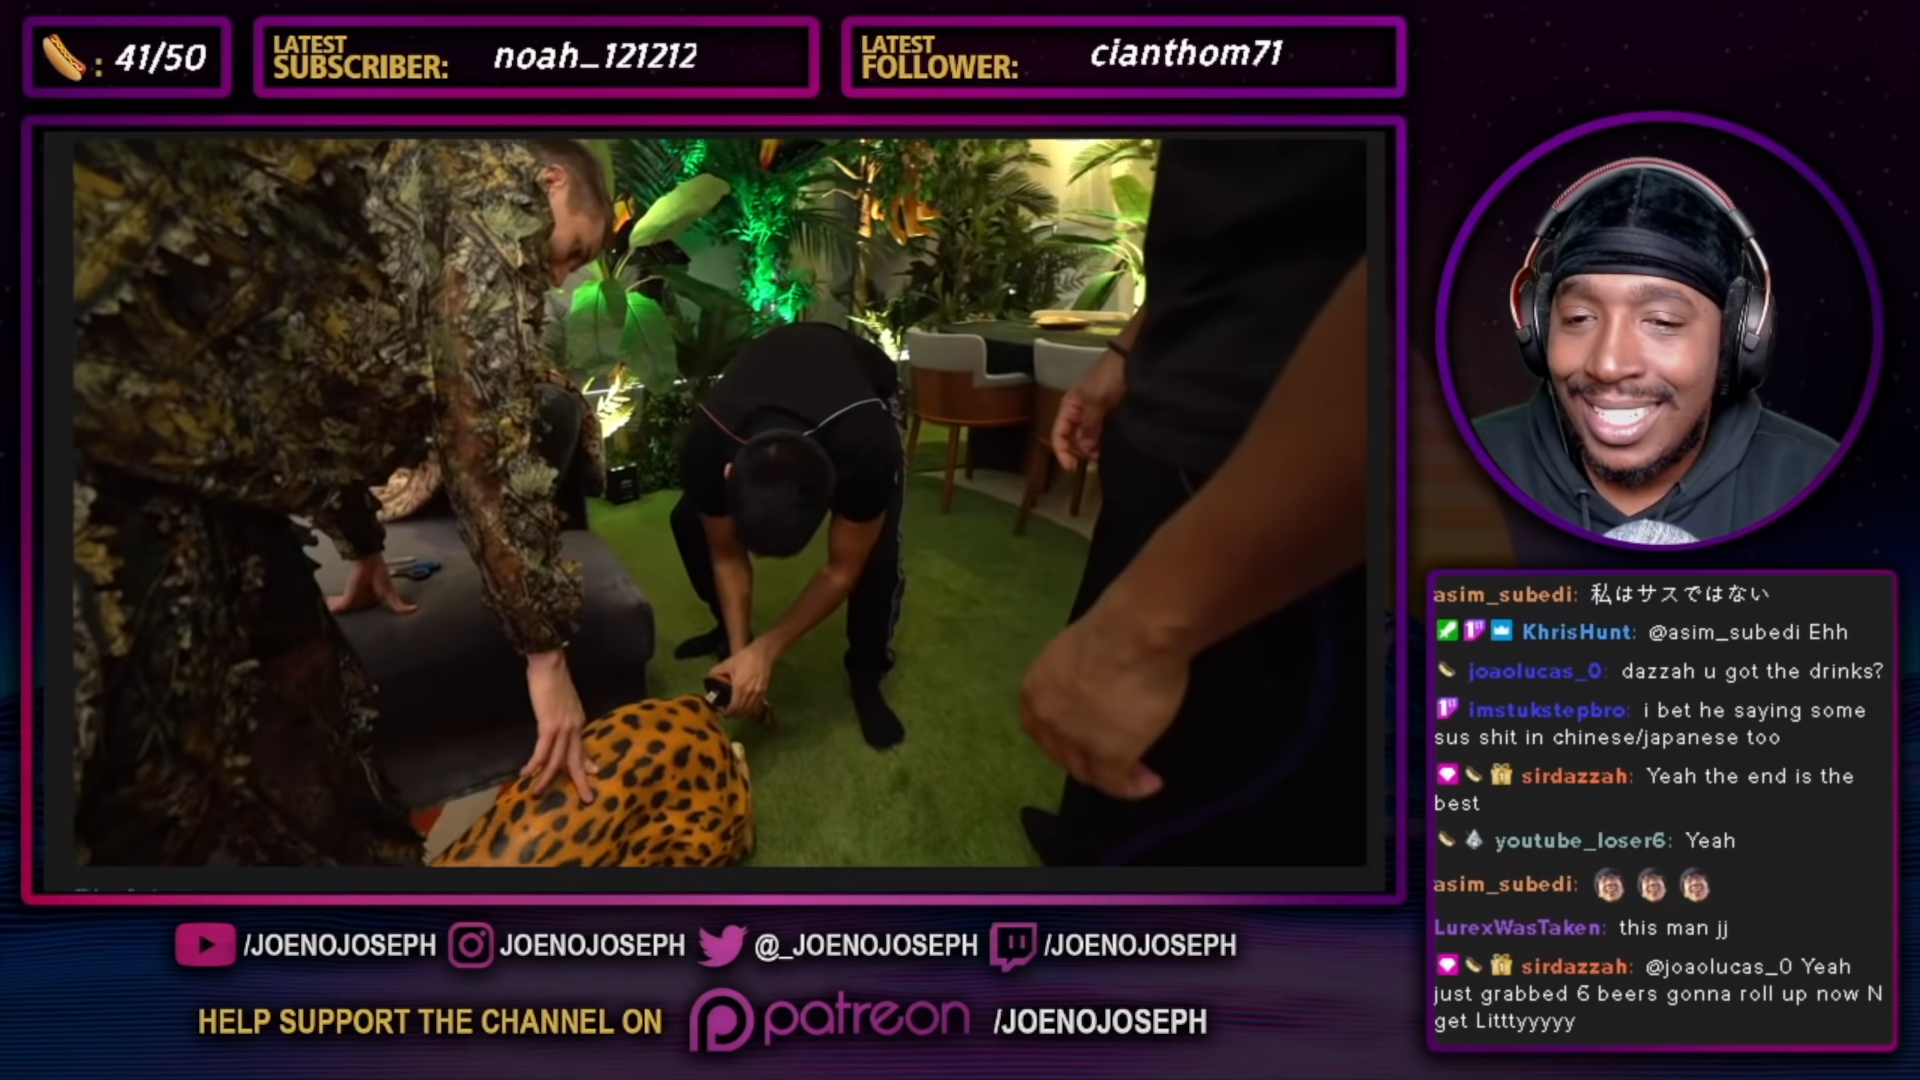 : 41/50
LATEST
SUBSCRIBER:
noah_121212
LATEST
FOLLOWER:
cianthom71
asim_subedi: 私はサスではない
KhrisHunt: @asim_subedi Ehh
joaolucas_0: dazzah u got the drinks?
imstukstepbro: i bet he saying some
sus shit in chinese/japanese too
sirdazzah: Yeah the end is the
best
youtube_loser6: Yeah
asim_subedi:
LurexWasTaken: this man jj
sirdazzah: @joaolucas_0 Yeah
just grabbed 6 beers gonna roll up now N
get Litttyyyyy
/JOENOJOSEPH JOENOJOSEPH @_JOENOJOSEPH /JOENOJOSEPH
HELP SUPPORT THE CHANNEL ON patreon /JOENOJOSEPH